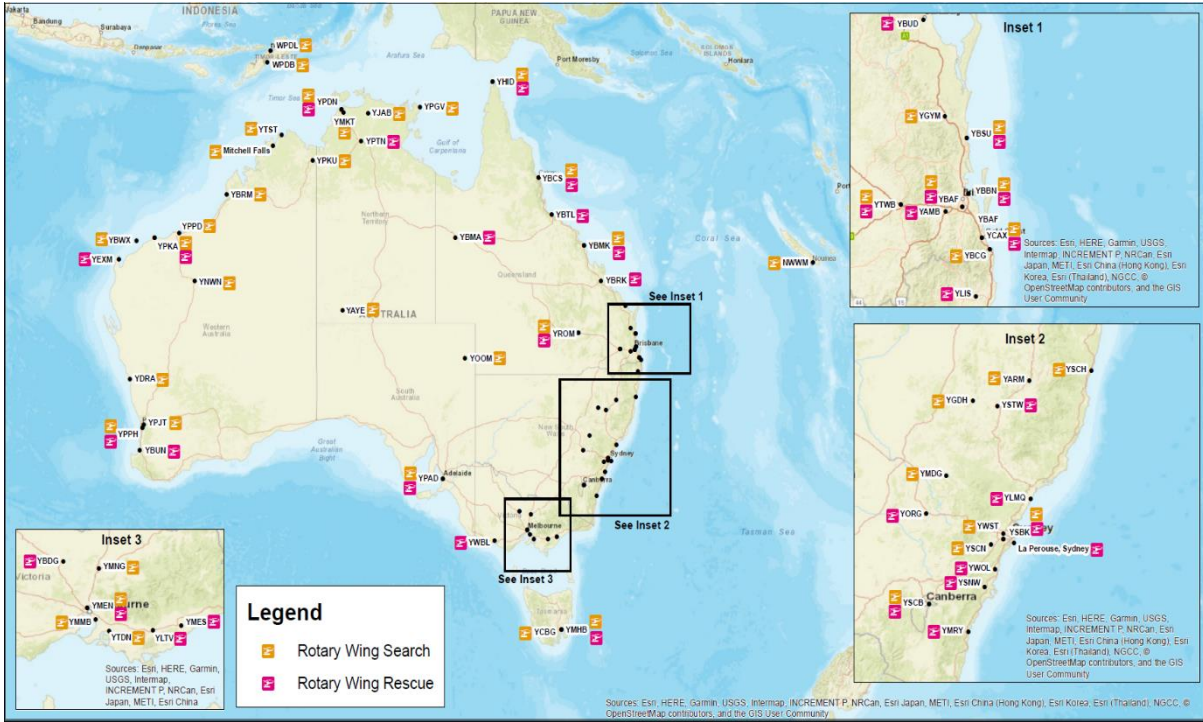 Jakarta
INDONESIA
Bandung
Surabaya
Denpasar
PAPUA NEW
GUINEA
Arafura Sea
Port Moresby
Solomon Sea
SOLOMON
ISLANDS
Honiara
WPDL
WPDB
Timor Sea
YPDN
YMKT
YJAB
YPGV
YHID
YTST
Mitchell Falls
YPTN
YPKU
Gulf of
Carpentaria
YBRM
YBCS
YBTL
YPPD
YBWX
YPKA
YEXM
YNWN
Northern
Territory
YBMA
YBMK
Queensland
YBRK
Coral Sea
NWWM
Noumea
Port
See Inset 1
YAYE
AUSTRALIA
Western
Australia
YROM
Brisbane
YOOM
YDRA
South
Australia
YPJT
YPPH
YBUN
Great
Australian
Bight
New South
Wales
Sydney
YPAD
Adelaide
Canberra
See Inset 2
Victoria
Melbourne
YWBL
See Inset 3
Tasman Sea
Tasmania
YCBG
YMHB
Inset 1
YBUD
YGYM
YBSU
YBBN
YTWB
YBAF
YAMB
YBAF
YCAX
YBCG
YLIS
44
15
Sources: Esri, HERE, Garmin, USGS,
Intermap, INCREMENT P, NRCan, Esri
Japan, METI, Esri China (Hong Kong), Esri
Korea, Esri (Thailand), NGCC, ©
OpenStreetMap contributors, and the GIS
User Community
Inset 2
YSCH
YARM
YGDH
YSTW
YMDG
YLMQ
YORG
YWST
YSBK
YSCN
La Perouse, Sydney
YWOL
YSNW
Canberra
YSCB
YMRY
Sources: Esri, HERE, Garmin, USGS,
Intermap, INCREMENT P, NRCan, Esri
Japan, METI, Esri China (Hong Kong), Esri
Korea, Esri (Thailand), NGCC, ©
OpenStreetMap contributors, and the GIS
User Community
Inset 3
YBDG
Victoria
YMNG
YMEN
YMMB
YTDN
YLTV
YMES
Sources: Esri, HERE, Garmin,
USGS, Intermap,
INCREMENT P, NRCan, Esri
Japan, METI, Esri China
Legend
Rotary Wing Search
Rotary Wing Rescue
Sources: Esri, HERE, Garmin, USGS, Intermap, INCREMENT P, NRCan, Esri Japan, METI, Esri China (Hong Kong), Esri Korea, Esri (Thailand), NGCC, ©
OpenStreetMap contributors, and the GIS User Community